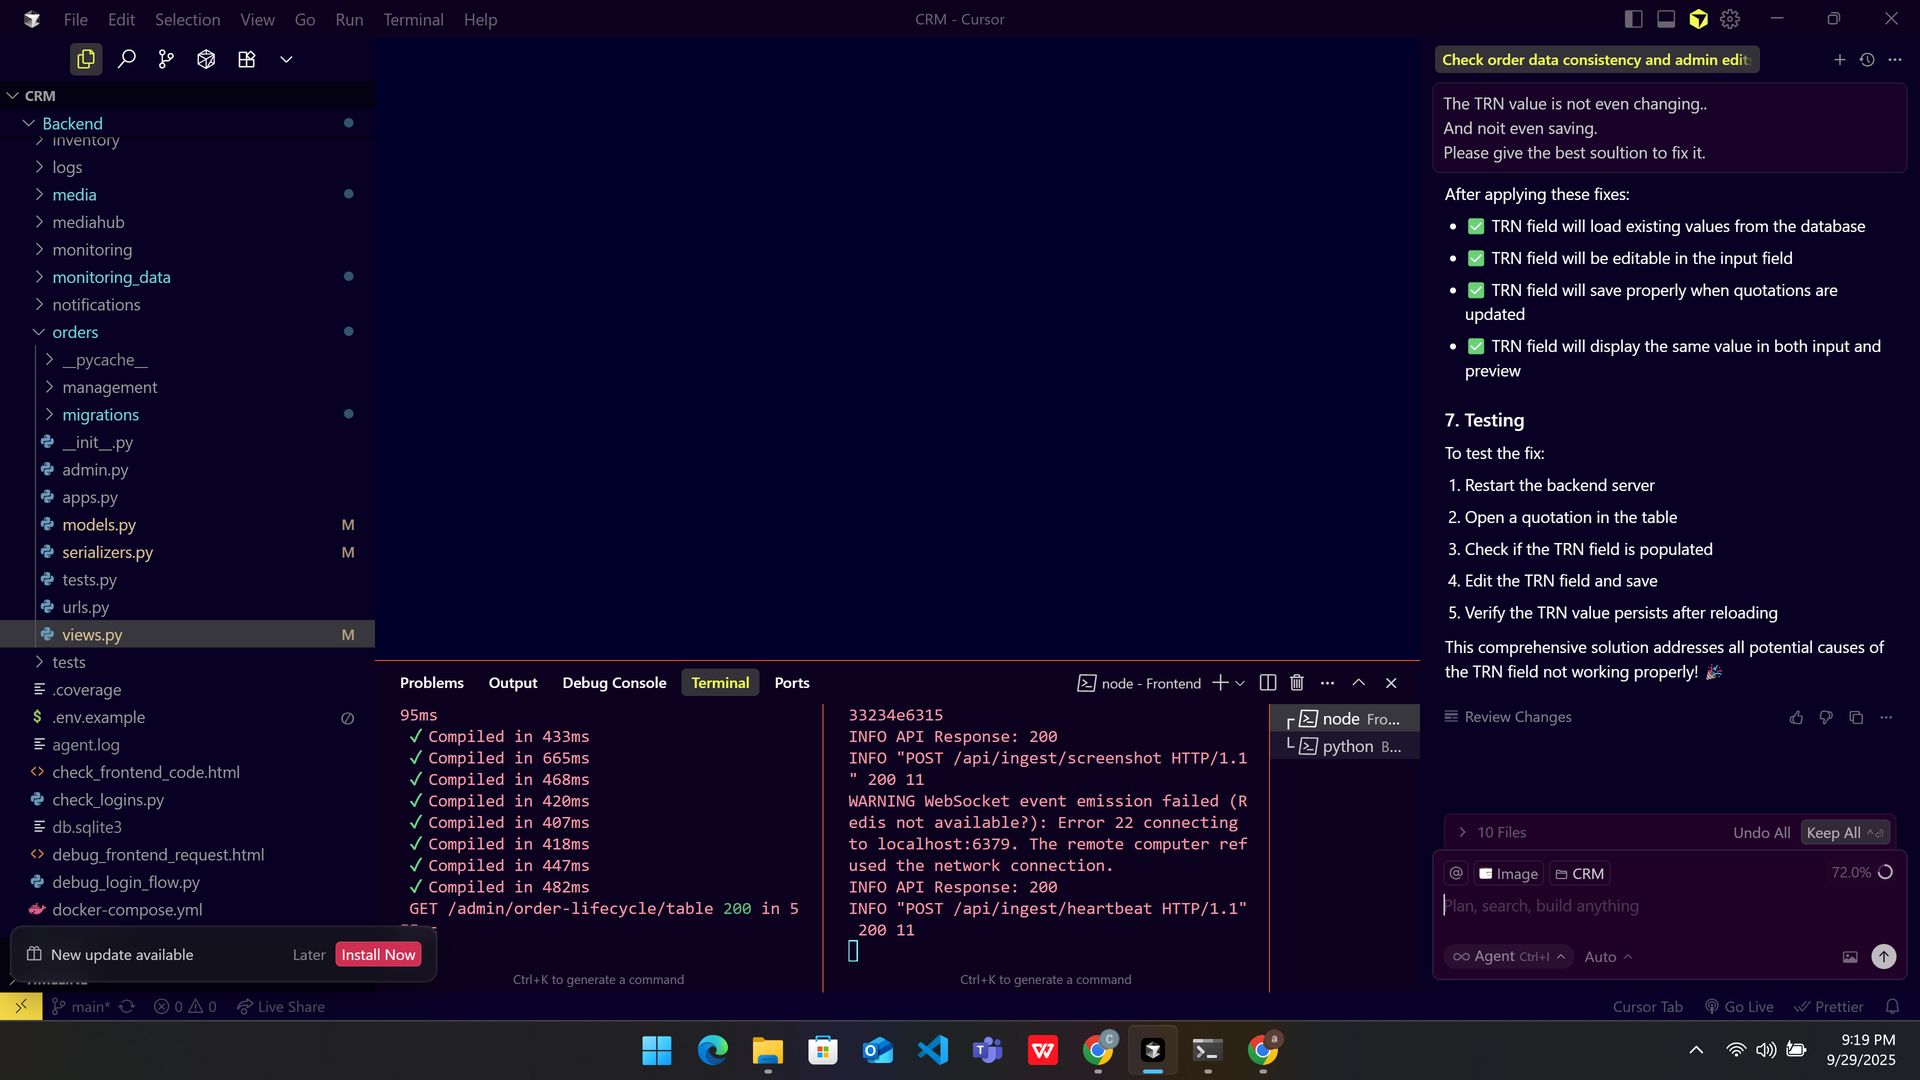 File Edit Selection View Go Run Terminal Help
CRM - Cursor
CRM
Backend
inventory
logs
media
mediahub
monitoring
monitoring_data
notifications
orders
__pycache__
management
migrations
__init__.py
admin.py
apps.py
models.py M
serializers.py M
tests.py
urls.py
views.py M
tests
.coverage
.env.example
agent.log
check_frontend_code.html
check_logins.py
db.sqlite3
debug_frontend_request.html
debug_login_flow.py
docker-compose.yml
New update available Later Install Now
TIMELINE
Problems Output Debug Console Terminal Ports
node - Frontend
95ms
✓ Compiled in 433ms
✓ Compiled in 665ms
✓ Compiled in 468ms
✓ Compiled in 420ms
✓ Compiled in 407ms
✓ Compiled in 418ms
✓ Compiled in 447ms
✓ Compiled in 482ms
GET /admin/order-lifecycle/table 200 in 5
Ctrl+K to generate a command
33234e6315
INFO API Response: 200
INFO "POST /api/ingest/screenshot HTTP/1.1
" 200 11
WARNING WebSocket event emission failed (R
edis not available?): Error 22 connecting
to localhost:6379. The remote computer ref
used the network connection.
INFO API Response: 200
INFO "POST /api/ingest/heartbeat HTTP/1.1"
200 11
Ctrl+K to generate a command
node Fro...
python B...
Check order data consistency and admin edit
The TRN value is not even changing..
And noit even saving.
Please give the best soultion to fix it.
After applying these fixes:
• ✅ TRN field will load existing values from the database
• ✅ TRN field will be editable in the input field
• ✅ TRN field will save properly when quotations are
updated
• ✅ TRN field will display the same value in both input and
preview
7. Testing
To test the fix:
1. Restart the backend server
2. Open a quotation in the table
3. Check if the TRN field is populated
4. Edit the TRN field and save
5. Verify the TRN value persists after reloading
This comprehensive solution addresses all potential causes of
the TRN field not working properly! 🎉
Review Changes
10 Files Undo All Keep All
@ Image CRM 72.0%
Plan, search, build anything
Agent Ctrl+I Auto
main* 0 0 Live Share
Cursor Tab Go Live Prettier
9:19 PM
9/29/2025